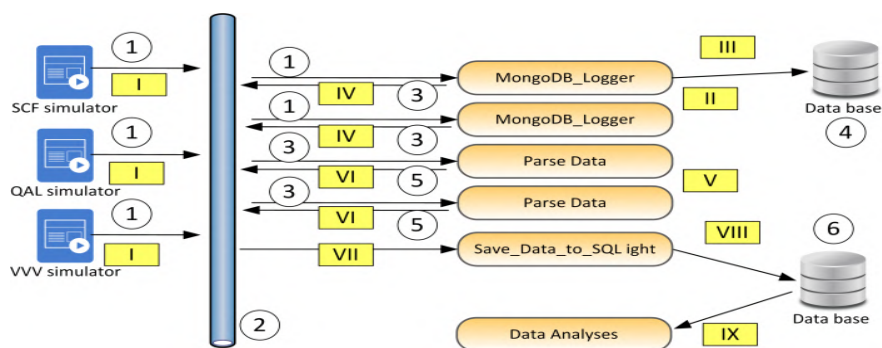 1
I
SCF simulator
1
I
QAL simulator
1
I
VVV simulator
2
1
IV
3
MongoDB_Logger
III
Data base
4
1
IV
3
MongoDB_Logger
II
3
VI
5
Parse Data
3
VI
5
Parse Data
V
VII
Save_Data_to_SQL ight
VIII
6
Data base
Data Analyses
IX